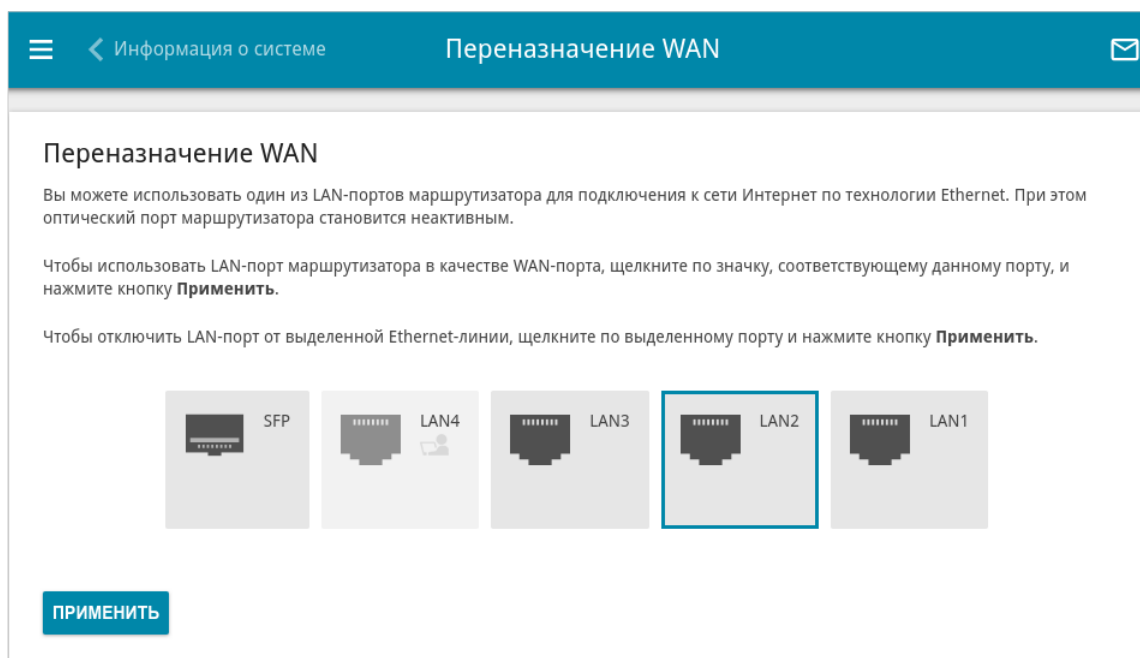 Информация о системе
Переназначение WAN
Переназначение WAN
Вы можете использовать один из LAN-портов маршрутизатора для подключения к сети Интернет по технологии Ethernet. При этом
оптический порт маршрутизатора становится неактивным.
Чтобы использовать LAN-порт маршрутизатора в качестве WAN-порта, щелкните по значку, соответствующему данному порту, и
нажмите кнопку Применить.
Чтобы отключить LAN-порт от выделенной Ethernet-линии, щелкните по выделенному порту и нажмите кнопку Применить.
SFP
LAN4
LAN3
LAN2
LAN1
ПРИМЕНИТЬ